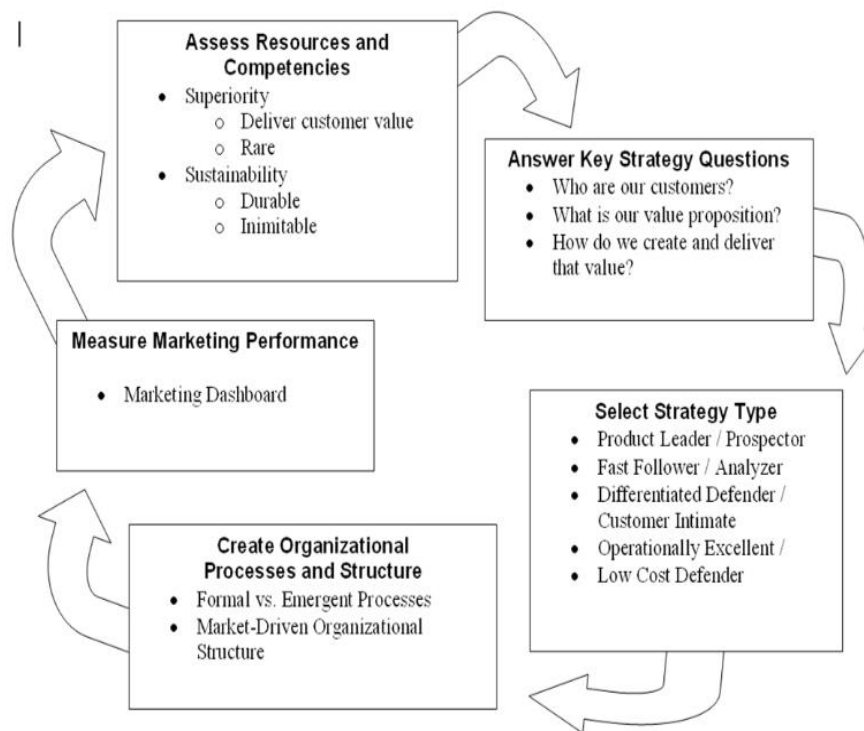 Assess Resources and
Competencies
• Superiority
o Deliver customer value
o Rare
• Sustainability
o Durable
o Inimitable
Answer Key Strategy Questions
• Who are our customers?
• What is our value proposition?
• How do we create and deliver
that value?
Select Strategy Type
• Product Leader / Prospector
• Fast Follower / Analyzer
• Differentiated Defender /
• Customer Intimate
• Operationally Excellent /
• Low Cost Defender
Create Organizational
Processes and Structure
• Formal vs. Emergent Processes
• Market-Driven Organizational
Structure
Measure Marketing Performance
• Marketing Dashboard